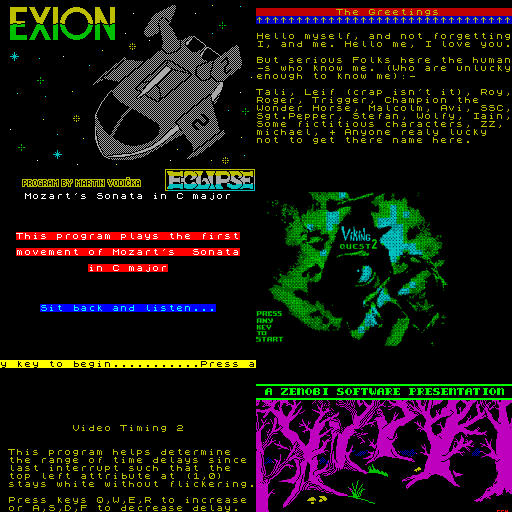 EXION
PROGRAM BY MARTIN VODIČKA
ECLIPSE
The Greetings
Hello myself, and not forgetting
I, and me. Hello me, I love you.
But serious Folks here the human
-s who know me. (Who are unlucky
enough to know me):-
Tali, Leif (crap isn't it), Roy,
Roger, Trigger, Champion the
Wonder Horse, Malcolm, Avi, SSC,
Sgt.Pepper, Stefan, Wolfy, Iain,
Some fictitious characters, ZZ,
michael, + Anyone realy lucky
not to get there name here.
Mozart's Sonata in C major
This program plays the first
movement of Mozart's  Sonata
in C major
Sit back and listen...
y key to begin...........Press a
VIKING
QUEST 2
PRESS
ANY
KEY
TO
START
Video Timing 2
This program helps determine
the range of time delays since
last interrupt such that the
top left attribute at (1,0)
stays white without flickering.
Press keys Q,W,E,R to increase
or A,S,D,F to decrease delay.
A ZENOBI SOFTWARE PRESENTATION